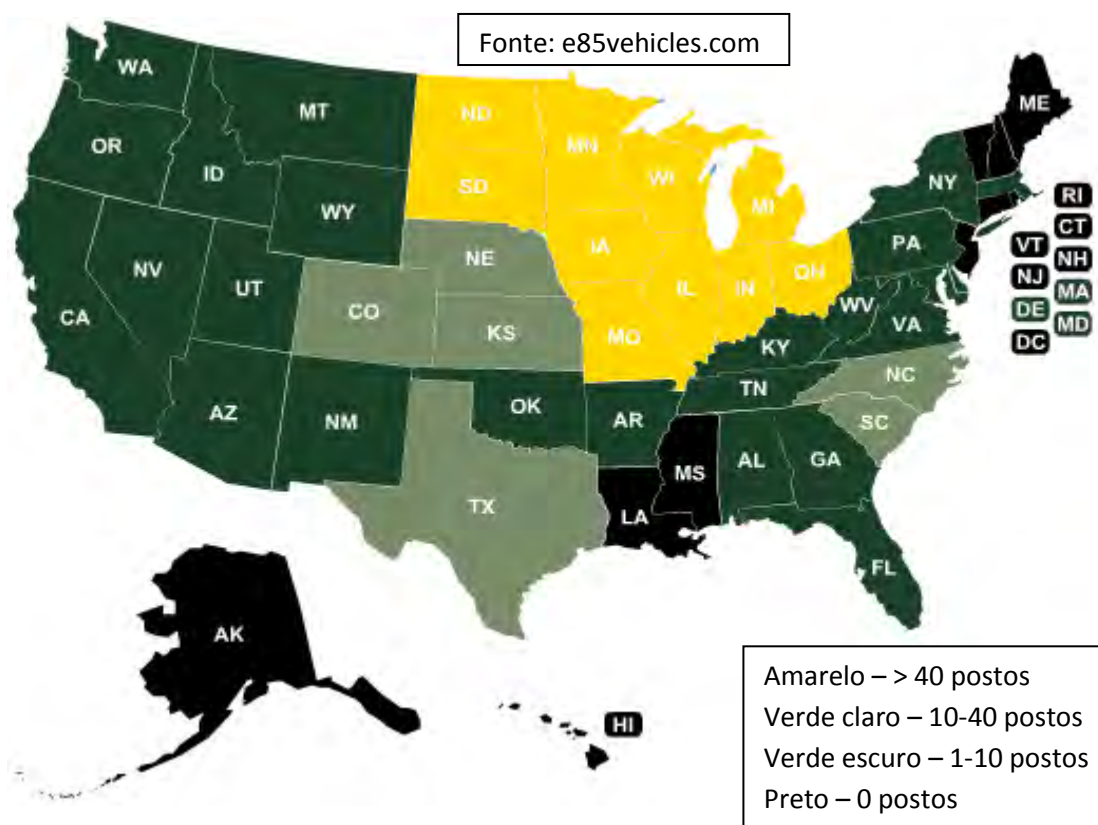 Fonte: e85vehicles.com
WA
MT
ND
MN
ME
OR
ID
SD
WI
MI
NY
WY
RI
CT
VT
NH
NJ
MA
DE
MD
DC
NV
UT
CA
NE
IA
IL
IN
OH
PA
CO
KS
MO
WV
VA
KY
NC
TN
AZ
NM
OK
AR
SC
MS
AL
GA
TX
LA
FL
AK
HI
Amarelo – > 40 postos
Verde claro – 10-40 postos
Verde escuro – 1-10 postos
Preto – 0 postos